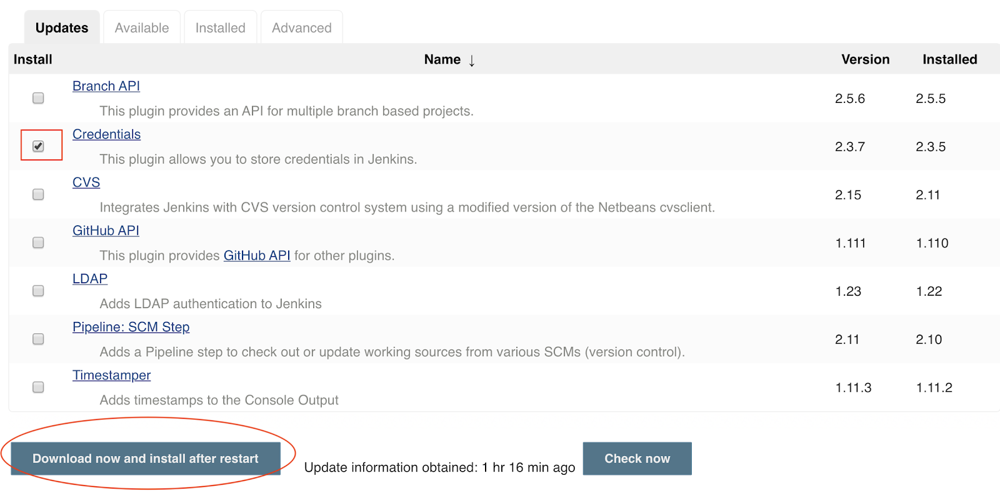 Updates Available Installed Advanced
Install Name ↓ Version Installed
Branch API
This plugin provides an API for multiple branch based projects.
2.5.6 2.5.5
Credentials
This plugin allows you to store credentials in Jenkins.
2.3.7 2.3.5
CVS
Integrates Jenkins with CVS version control system using a modified version of the Netbeans cvsclient.
2.15 2.11
GitHub API
This plugin provides GitHub API for other plugins.
1.111 1.110
LDAP
Adds LDAP authentication to Jenkins
1.23 1.22
Pipeline: SCM Step
Adds a Pipeline step to check out or update working sources from various SCMs (version control).
2.11 2.10
Timestamper
Adds timestamps to the Console Output
1.11.3 1.11.2
Download now and install after restart
Update information obtained: 1 hr 16 min ago
Check now